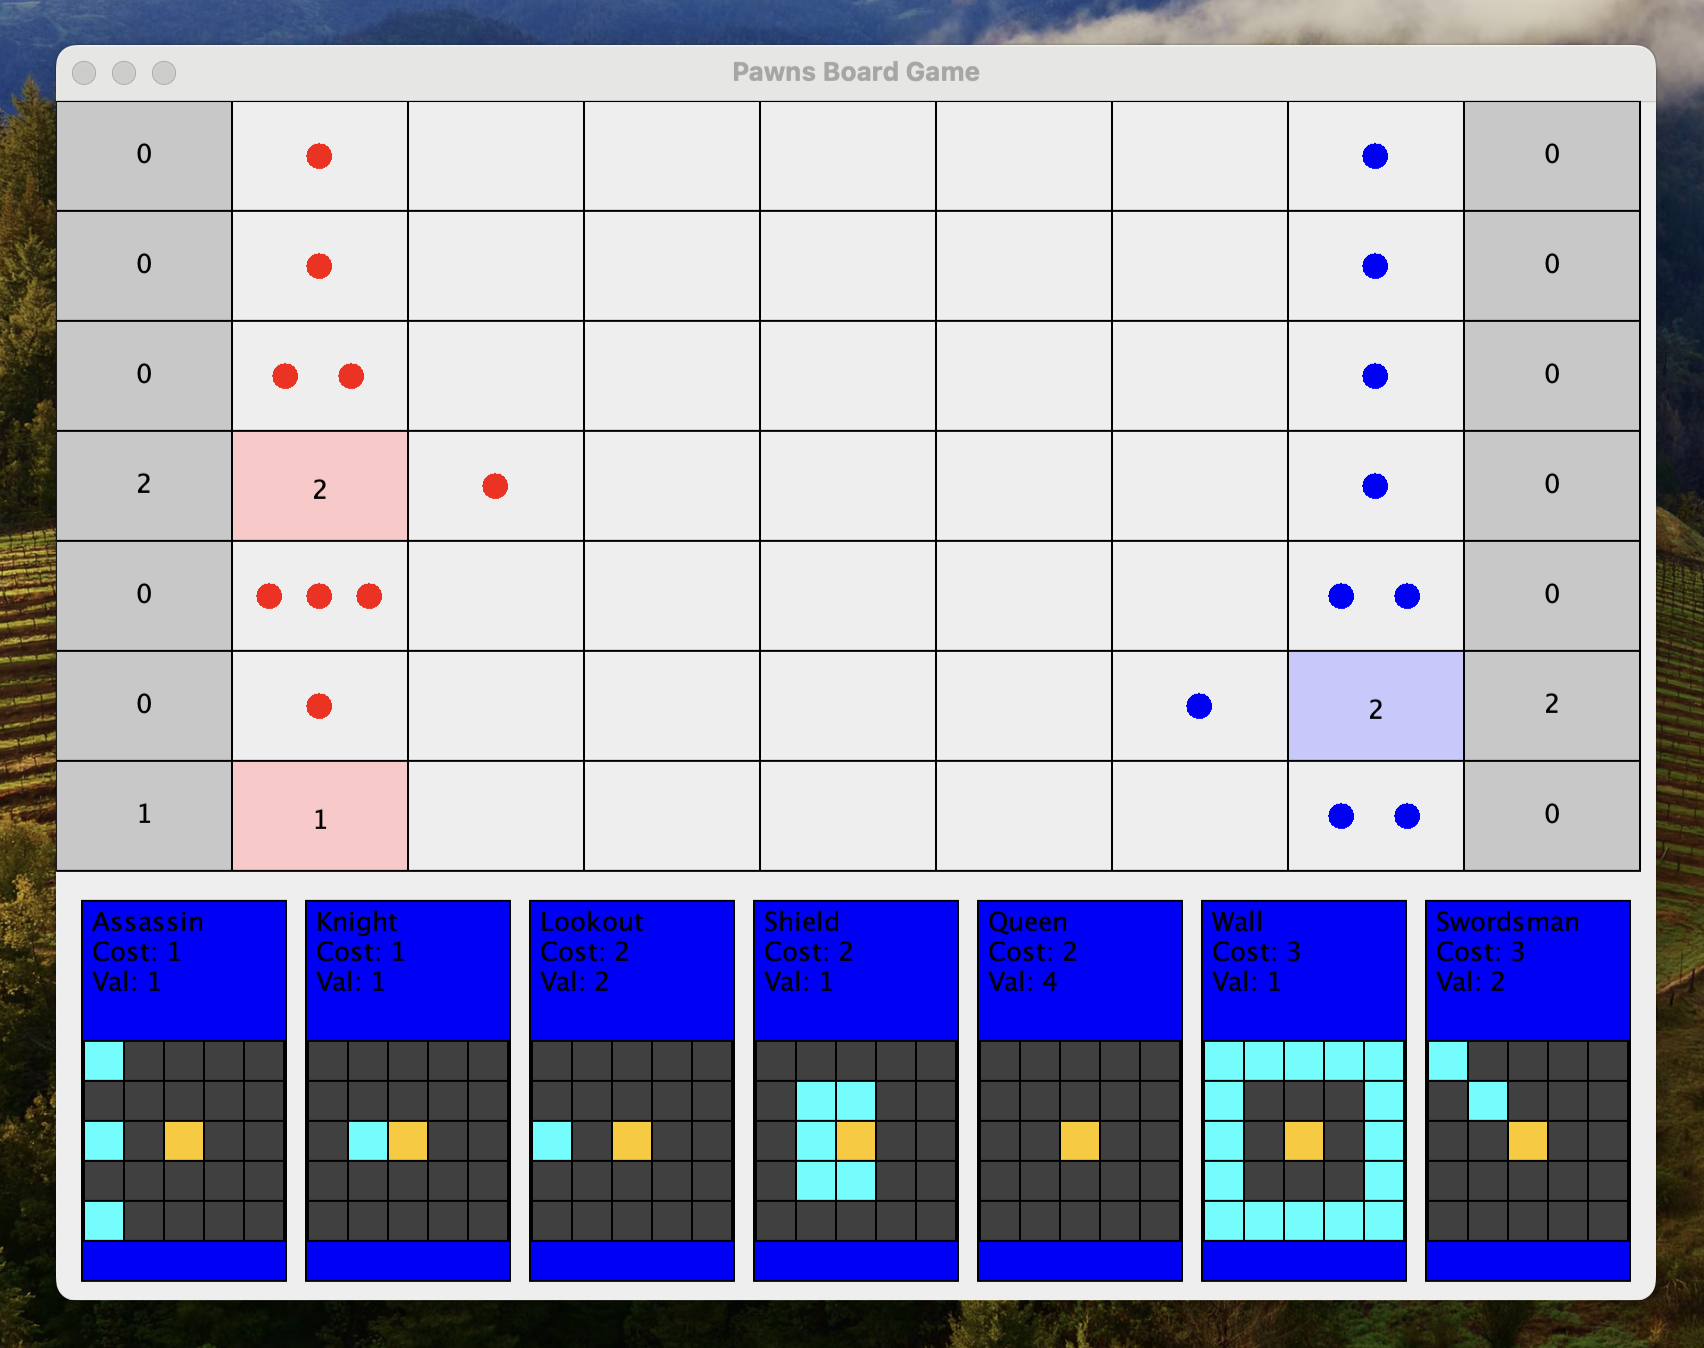 Pawns Board Game
0 0
0 0
0 0
2 2 0
0 0
0 2 2
1 1 0
Assassin
Cost: 1
Val: 1
Knight
Cost: 1
Val: 1
Lookout
Cost: 2
Val: 2
Shield
Cost: 2
Val: 1
Queen
Cost: 2
Val: 4
Wall
Cost: 3
Val: 1
Swordsman
Cost: 3
Val: 2